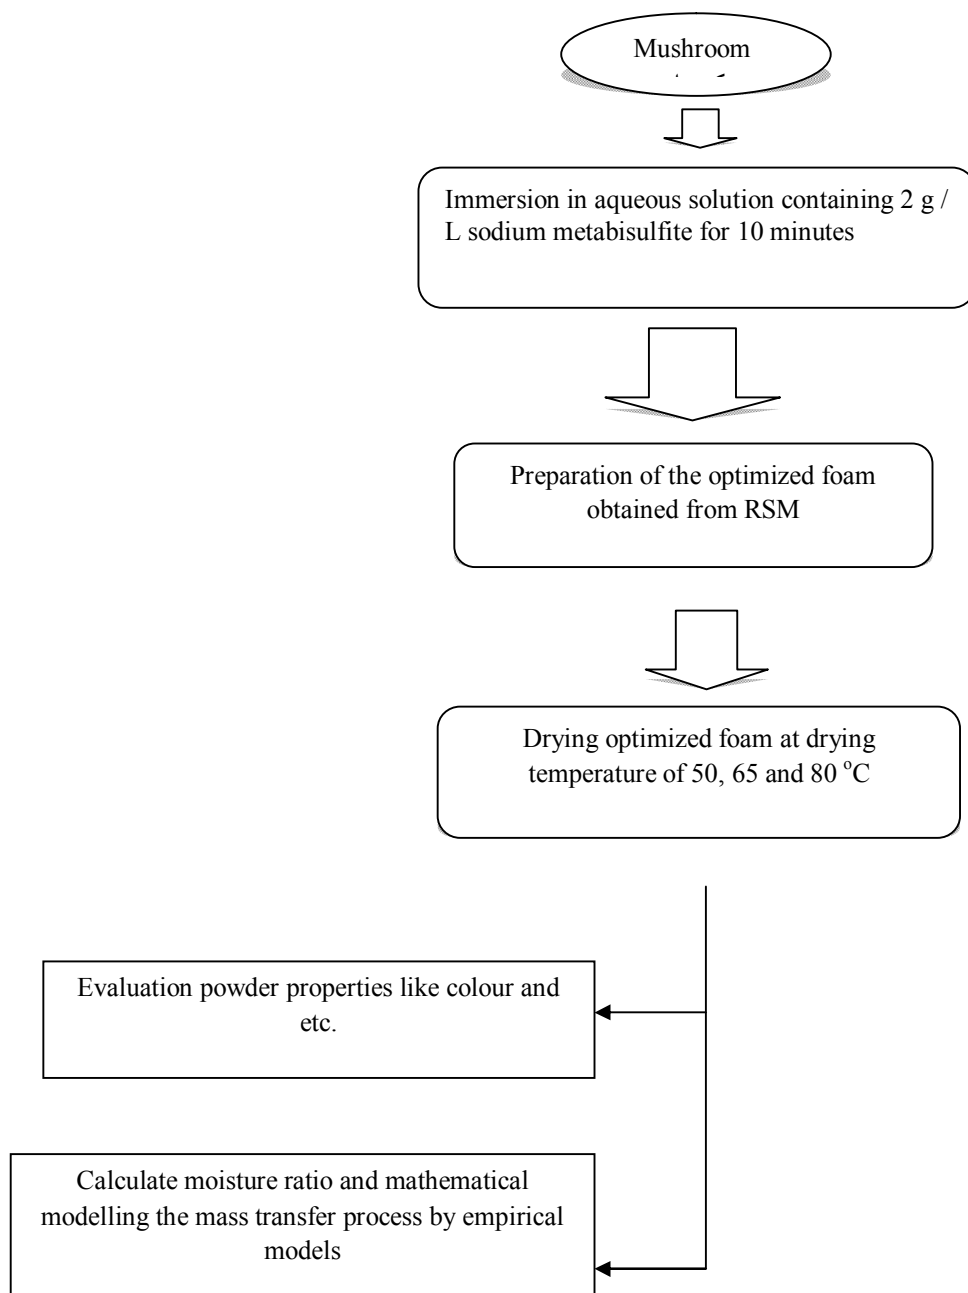 Mushroom
Immersion in aqueous solution containing 2 g /
L sodium metabisulfite for 10 minutes
Preparation of the optimized foam
obtained from RSM
Drying optimized foam at drying
temperature of 50, 65 and 80 °C
Evaluation powder properties like colour and
etc.
Calculate moisture ratio and mathematical
modelling the mass transfer process by empirical
models